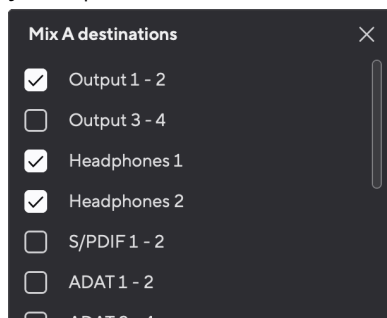 Mix A destinations
Output 1 - 2
Output 3 - 4
Headphones 1
Headphones 2
S/PDIF 1 - 2
ADAT 1 - 2